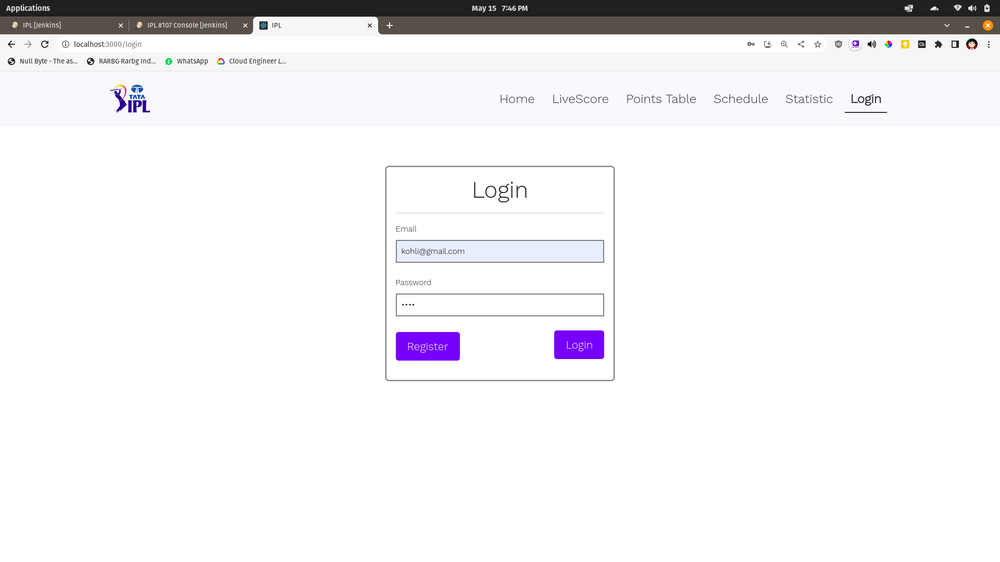 Applications May 15 7:46 PM
IPL [Jenkins] IPL #107 Console [Jenkins] IPL
localhost:3000/login
Null Byte - The as... RARBG Rarbg Ind... WhatsApp Cloud Engineer L...
TATA
IPL
Home LiveScore Points Table Schedule Statistic Login
Login
Email
kohli@gmail.com
Password
••••
Register Login